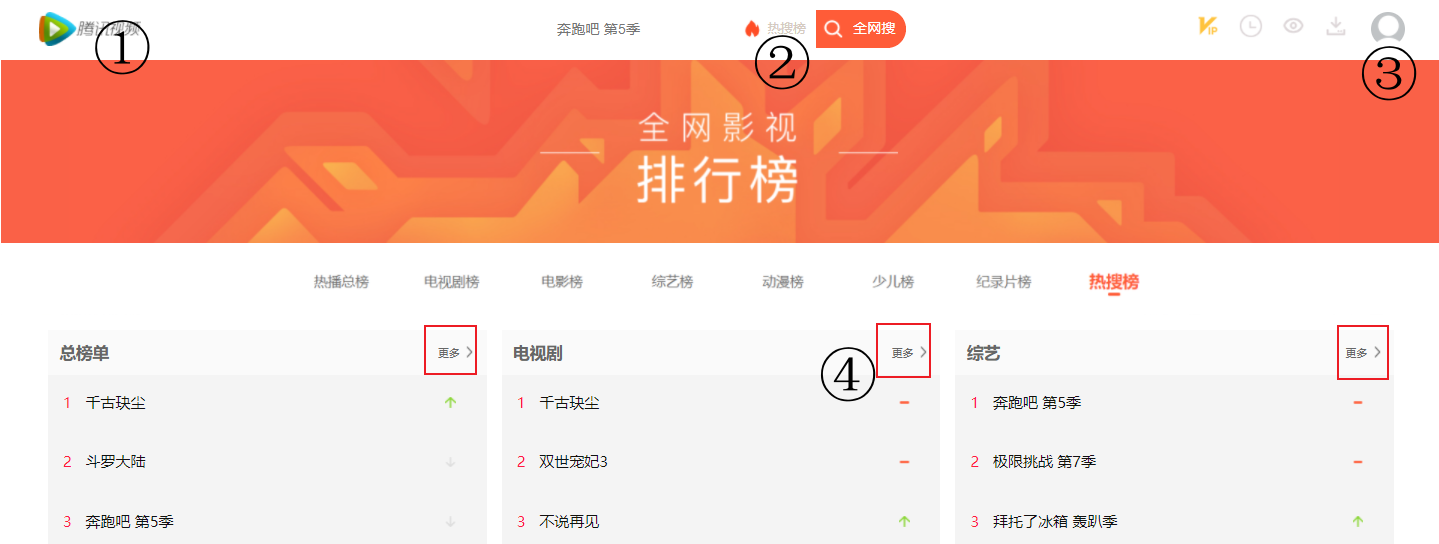 腾讯视频
①
奔跑吧 第5季
热搜榜
②
全网搜
VIP
③
全网影视
排行榜
热播总榜 电视剧榜 电影榜 综艺榜 动漫榜 少儿榜 纪录片榜 热搜榜
总榜单 更多
1 千古玦尘
2 斗罗大陆
3 奔跑吧 第5季
电视剧 ④ 更多
1 千古玦尘
2 双世宠妃3
3 不说再见
综艺 更多
1 奔跑吧 第5季
2 极限挑战 第7季
3 拜托了冰箱 轰趴季